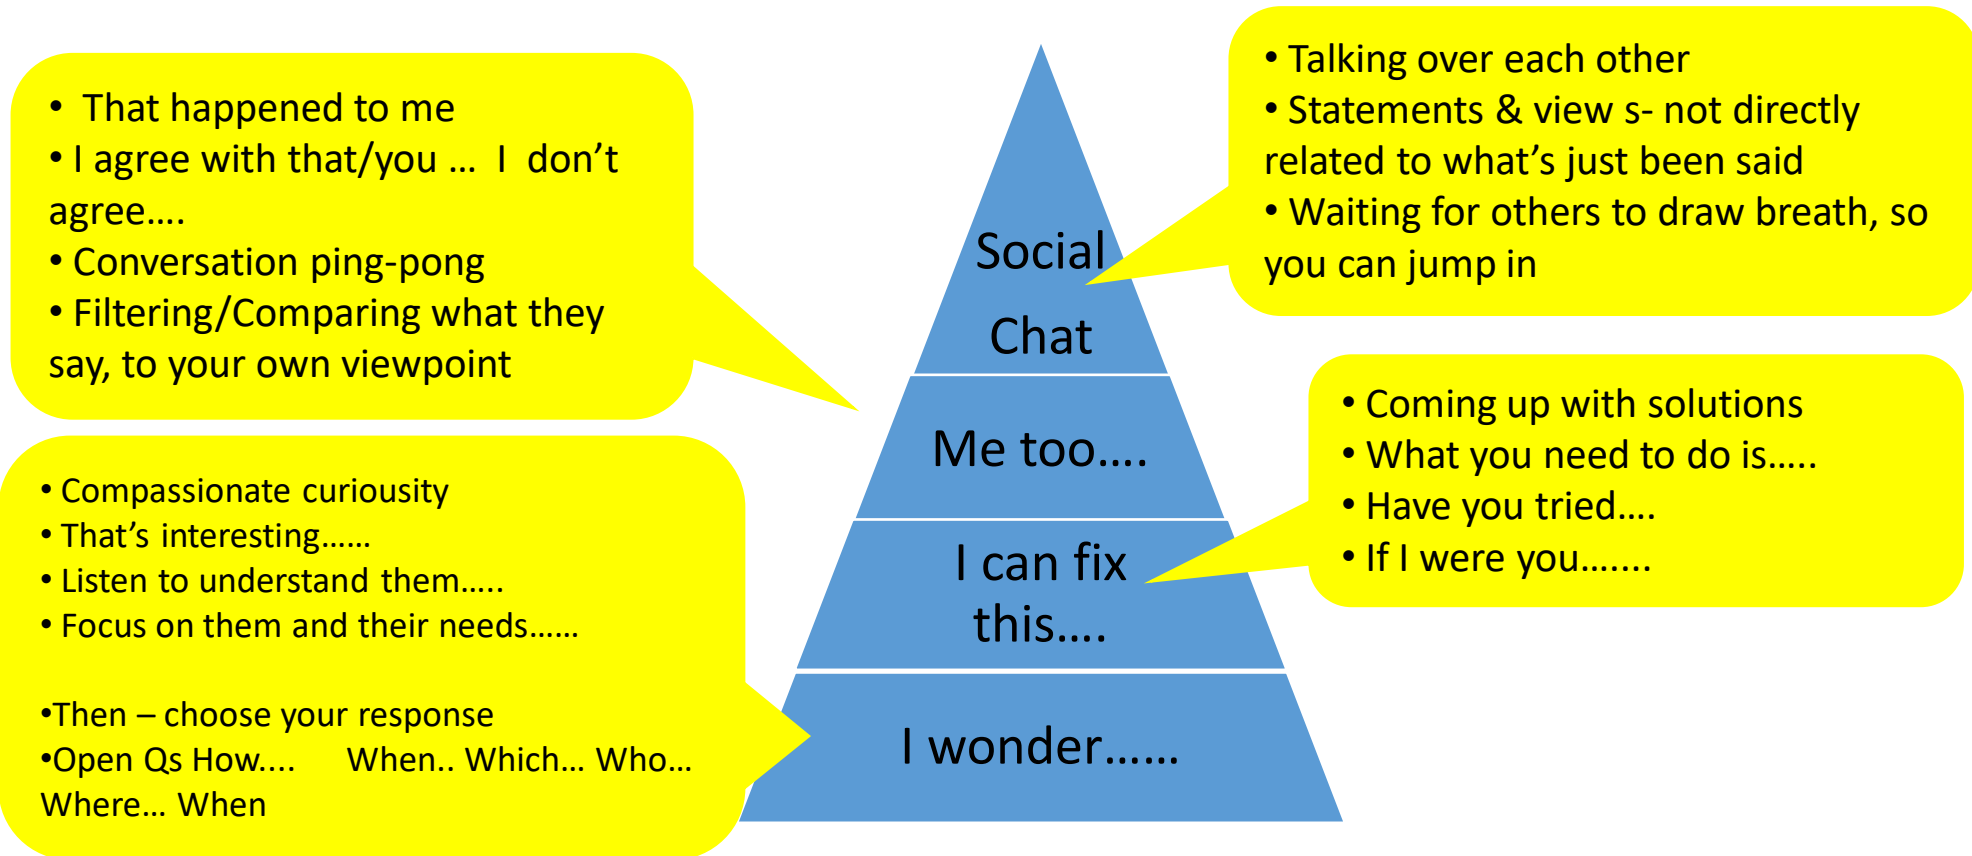 • That happened to me
• I agree with that/you … I don’t
agree….
• Conversation ping-pong
• Filtering/Comparing what they
say, to your own viewpoint
• Talking over each other
• Statements & view s- not directly
related to what’s just been said
• Waiting for others to draw breath, so
you can jump in
Social
Chat
Me too….
• Coming up with solutions
• What you need to do is…..
• Have you tried….
• If I were you…....
I can fix
this….
• Compassionate curiousity
• That’s interesting……
• Listen to understand them…..
• Focus on them and their needs……
•Then – choose your response
•Open Qs How.... When.. Which… Who…
Where… When
I wonder……